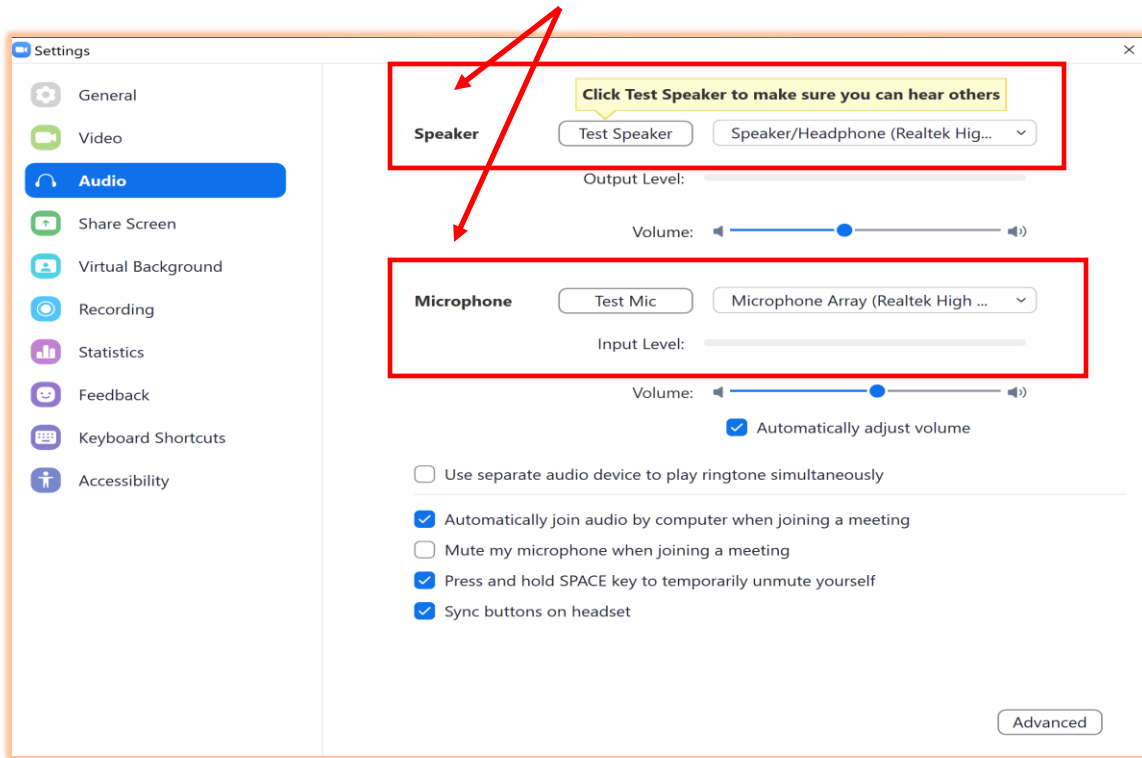 Settings
General
Video
Audio
Share Screen
Virtual Background
Recording
Statistics
Feedback
Keyboard Shortcuts
Accessibility
Click Test Speaker to make sure you can hear others
Speaker Test Speaker Speaker/Headphone (Realtek Hig...
Output Level:
Volume:
Microphone Test Mic Microphone Array (Realtek High ...
Input Level:
Volume:
Automatically adjust volume
Use separate audio device to play ringtone simultaneously
Automatically join audio by computer when joining a meeting
Mute my microphone when joining a meeting
Press and hold SPACE key to temporarily unmute yourself
Sync buttons on headset
Advanced